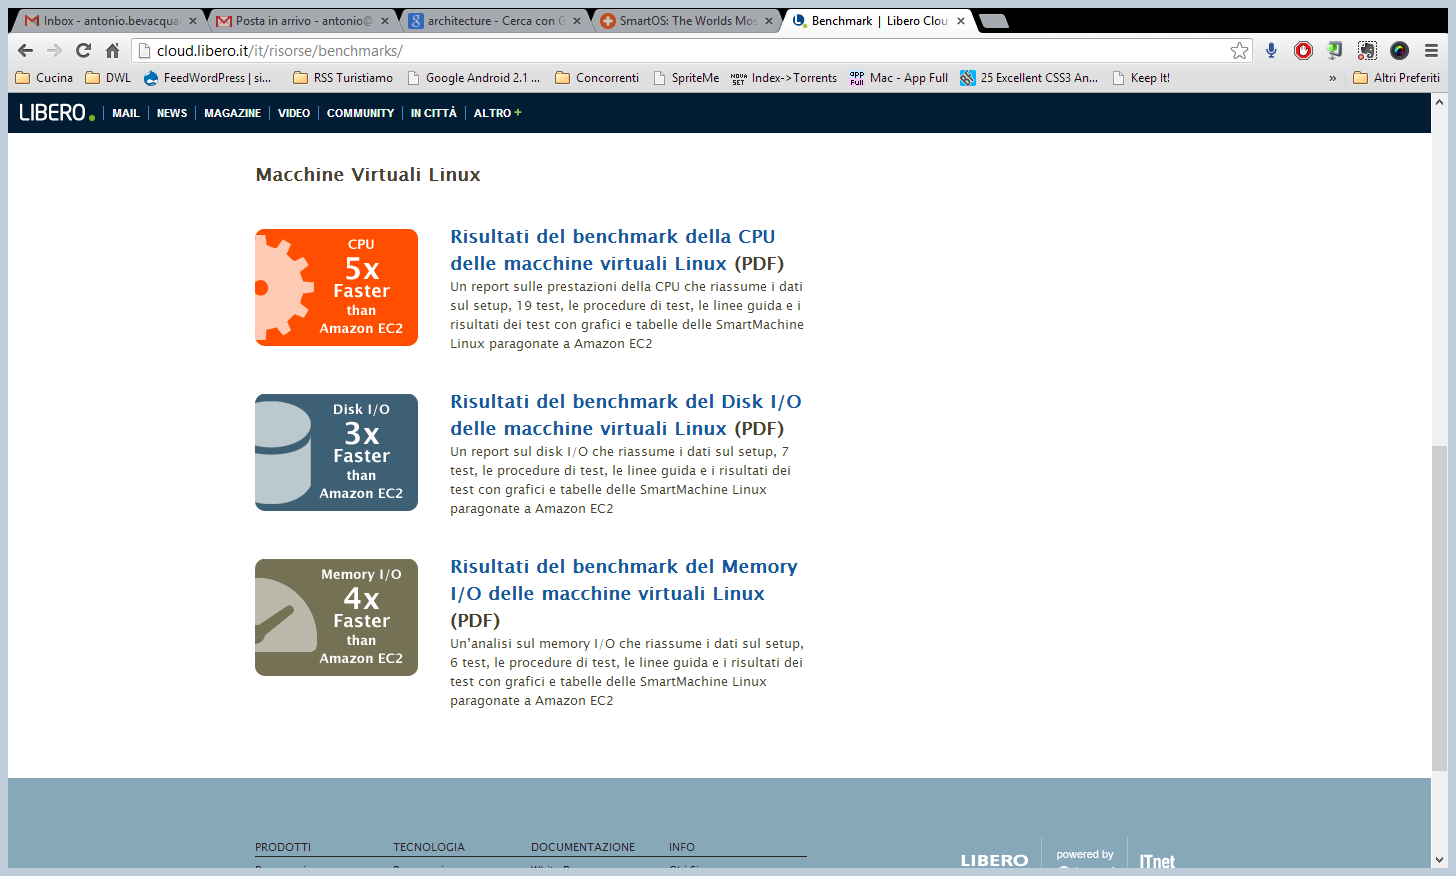 Inbox - antonio.bevacqua
Posta in arrivo - antonio@
architecture - Cerca con G
SmartOS: The Worlds Mos
Benchmark | Libero Clou
cloud.libero.it/it/risorse/benchmarks/
Cucina
DWL
FeedWordPress | si...
RSS Turistiamo
Google Android 2.1 ...
Concorrenti
SpriteMe
NOVA SET
Index->Torrents
app Full
Mac - App Full
25 Excellent CSS3 An...
Keep It!
»
Altri Preferiti
LIBERO.
MAIL
NEWS
MAGAZINE
VIDEO
COMMUNITY
IN CITTÀ
ALTRO +
Macchine Virtuali Linux
CPU
5x
Faster
than
Amazon EC2
Risultati del benchmark della CPU
delle macchine virtuali Linux (PDF)
Un report sulle prestazioni della CPU che riassume i dati
sul setup, 19 test, le procedure di test, le linee guida e i
risultati dei test con grafici e tabelle delle SmartMachine
Linux paragonate a Amazon EC2
Disk I/O
3x
Faster
than
Amazon EC2
Risultati del benchmark del Disk I/O
delle macchine virtuali Linux (PDF)
Un report sul disk I/O che riassume i dati sul setup, 7
test, le procedure di test, le linee guida e i risultati dei
test con grafici e tabelle delle SmartMachine Linux
paragonate a Amazon EC2
Memory I/O
4x
Faster
than
Amazon EC2
Risultati del benchmark del Memory
I/O delle macchine virtuali Linux
(PDF)
Un'analisi sul memory I/O che riassume i dati sul setup,
6 test, le procedure di test, le linee guida e i risultati dei
test con grafici e tabelle delle SmartMachine Linux
paragonate a Amazon EC2
PRODOTTI
TECNOLOGIA
DOCUMENTAZIONE
INFO
LIBERO
powered by
ITnet